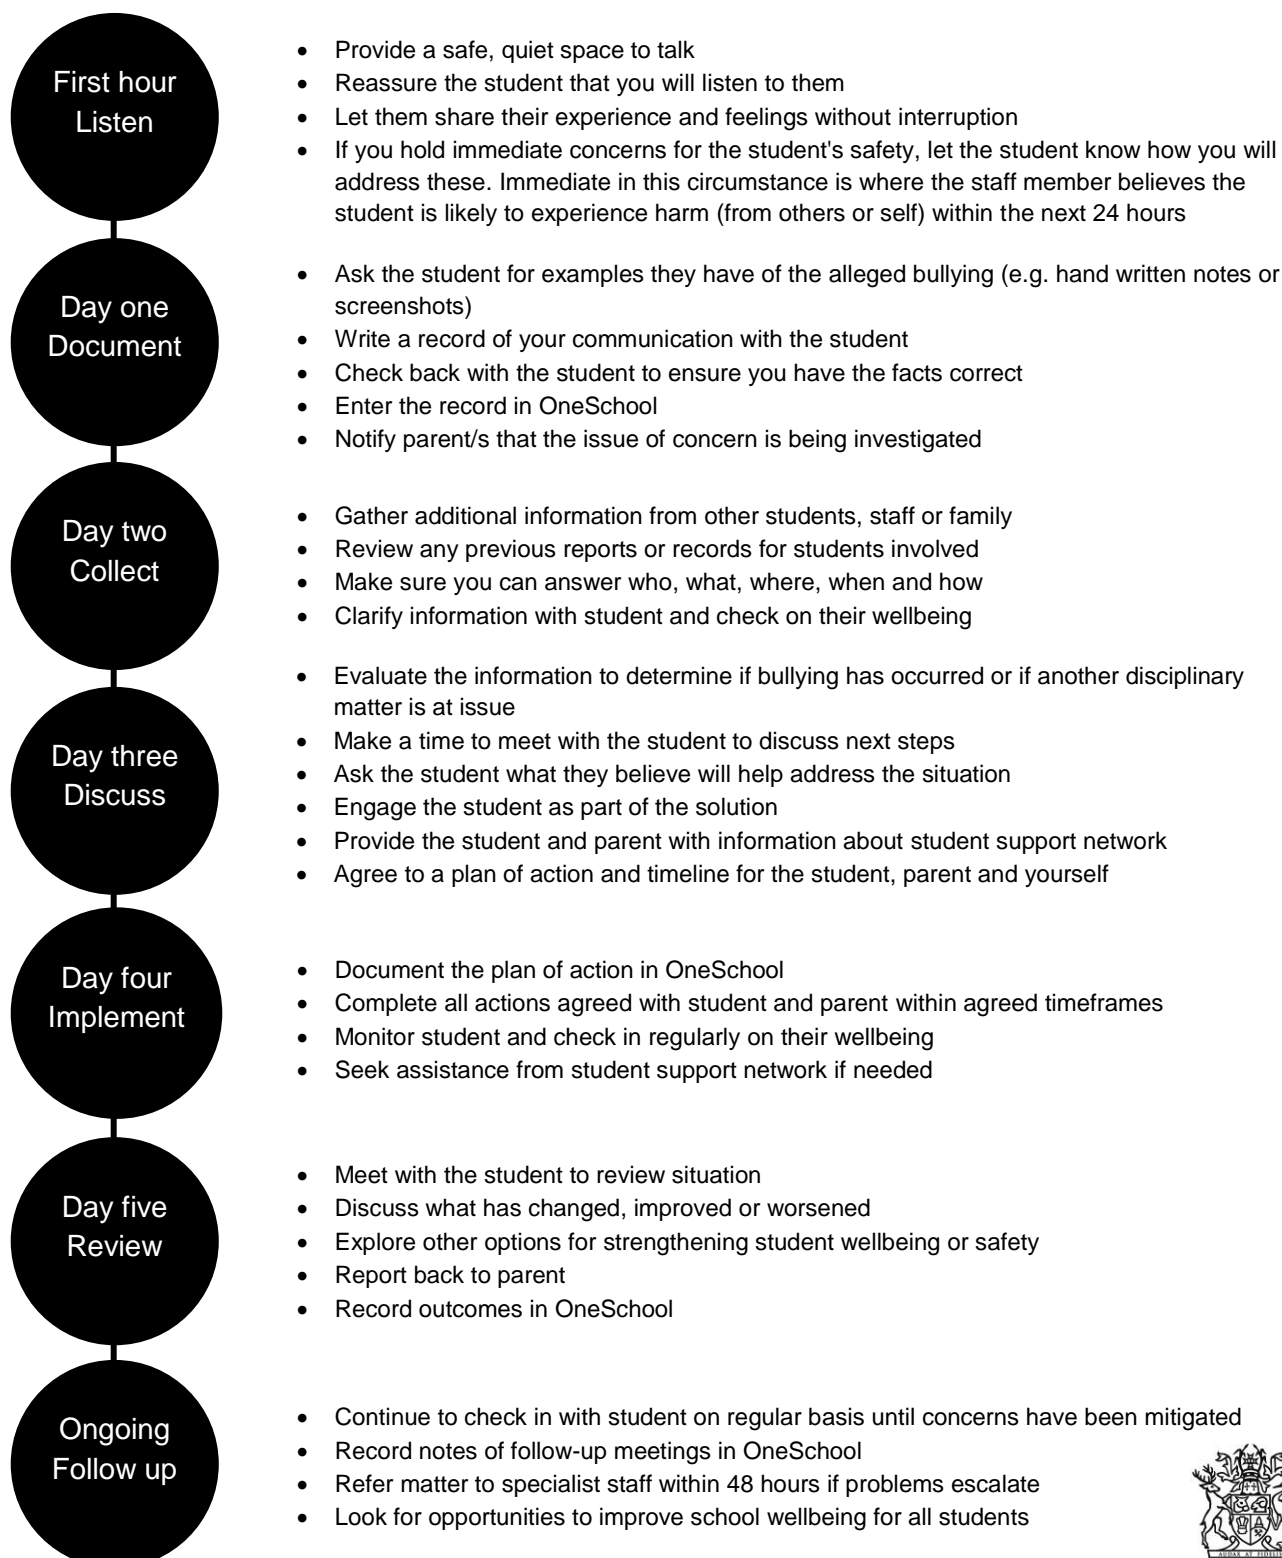 First hour
Listen
• Provide a safe, quiet space to talk
• Reassure the student that you will listen to them
• Let them share their experience and feelings without interruption
• If you hold immediate concerns for the student's safety, let the student know how you will
address these. Immediate in this circumstance is where the staff member believes the
student is likely to experience harm (from others or self) within the next 24 hours
Day one
Document
• Ask the student for examples they have of the alleged bullying (e.g. hand written notes or
screenshots)
• Write a record of your communication with the student
• Check back with the student to ensure you have the facts correct
• Enter the record in OneSchool
• Notify parent/s that the issue of concern is being investigated
Day two
Collect
• Gather additional information from other students, staff or family
• Review any previous reports or records for students involved
• Make sure you can answer who, what, where, when and how
• Clarify information with student and check on their wellbeing
Day three
Discuss
• Evaluate the information to determine if bullying has occurred or if another disciplinary
matter is at issue
• Make a time to meet with the student to discuss next steps
• Ask the student what they believe will help address the situation
• Engage the student as part of the solution
• Provide the student and parent with information about student support network
• Agree to a plan of action and timeline for the student, parent and yourself
Day four
Implement
• Document the plan of action in OneSchool
• Complete all actions agreed with student and parent within agreed timeframes
• Monitor student and check in regularly on their wellbeing
• Seek assistance from student support network if needed
Day five
Review
• Meet with the student to review situation
• Discuss what has changed, improved or worsened
• Explore other options for strengthening student wellbeing or safety
• Report back to parent
• Record outcomes in OneSchool
Ongoing
Follow up
• Continue to check in with student on regular basis until concerns have been mitigated
• Record notes of follow-up meetings in OneSchool
• Refer matter to specialist staff within 48 hours if problems escalate
• Look for opportunities to improve school wellbeing for all students
AUDAX AT